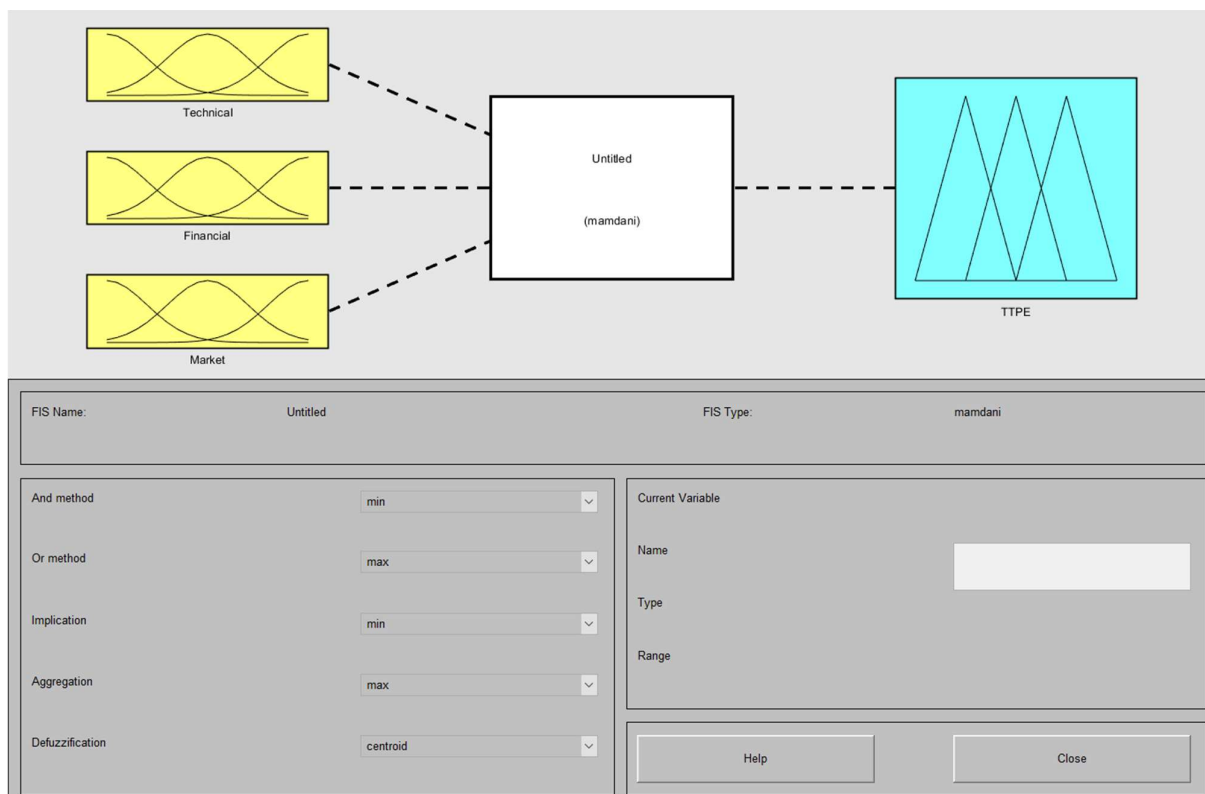 Technical
Financial
Market
Untitled
(mamdani)
TTPE
FIS Name: Untitled FIS Type: mamdani
And method min
Or method max
Implication min
Aggregation max
Defuzzification centroid
Current Variable
Name
Type
Range
Help Close